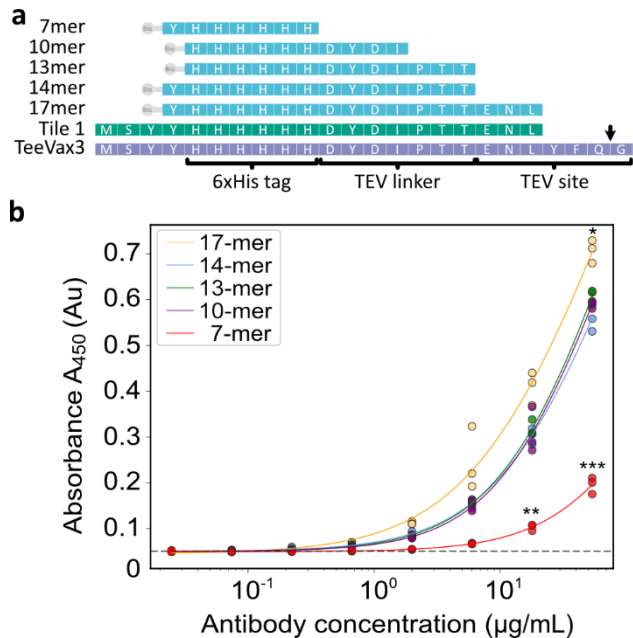 a
7mer Y H H H H H H
10mer H H H H H H D Y D I
13mer H H H H H H D Y D I P T T
14mer Y H H H H H H D Y D I P T T
17mer Y H H H H H H D Y D I P T T E N L
Tile 1 M S Y Y H H H H H H D Y D I P T T E N L
TeeVax3 M S Y Y H H H H H H D Y D I P T T E N L Y F Q G
6xHis tag TEV linker TEV site
b
17-mer
14-mer
13-mer
10-mer
7-mer
*
**
***
Absorbance A450 (Au)
0.7
0.6
0.5
0.4
0.3
0.2
0.1
0
10⁻¹ 10⁰ 10¹
Antibody concentration (µg/mL)